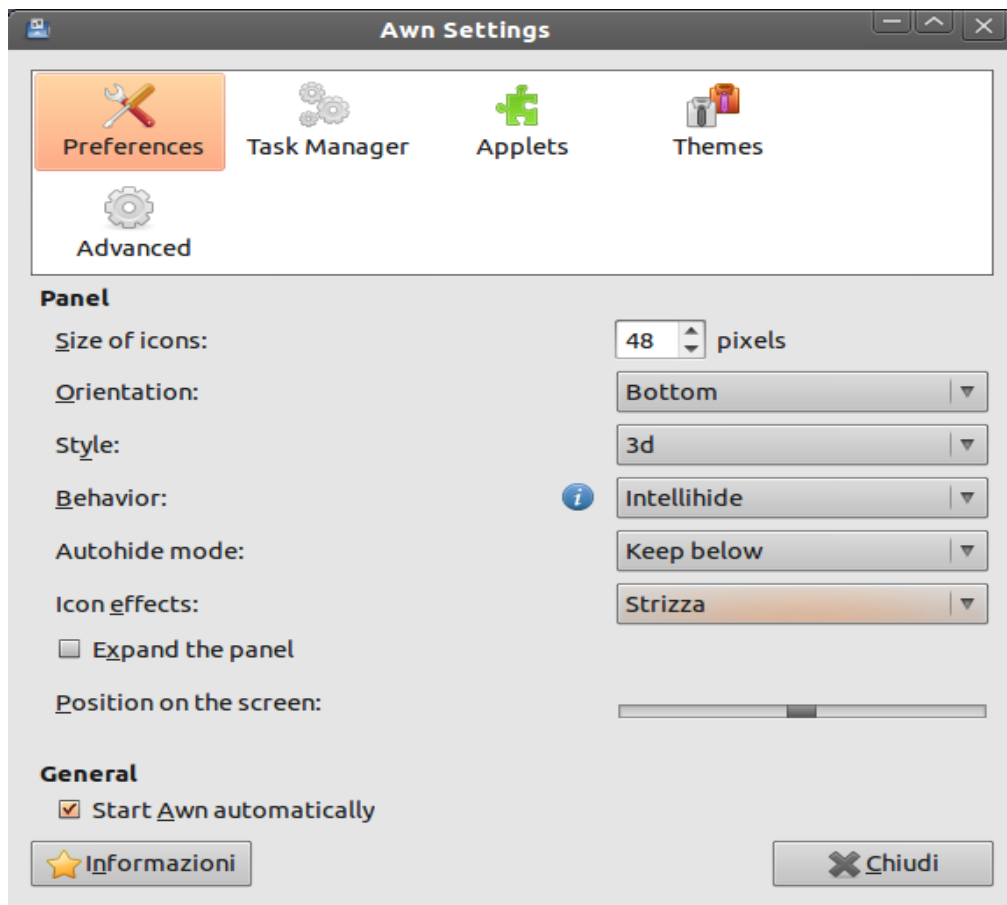 Awn Settings
Preferences Task Manager Applets Themes
Advanced
Panel
Size of icons: 48 pixels
Orientation: Bottom
Style: 3d
Behavior: Intellihide
Autohide mode: Keep below
Icon effects: Strizza
Expand the panel
Position on the screen:
General
Start Awn automatically
Informazioni Chiudi